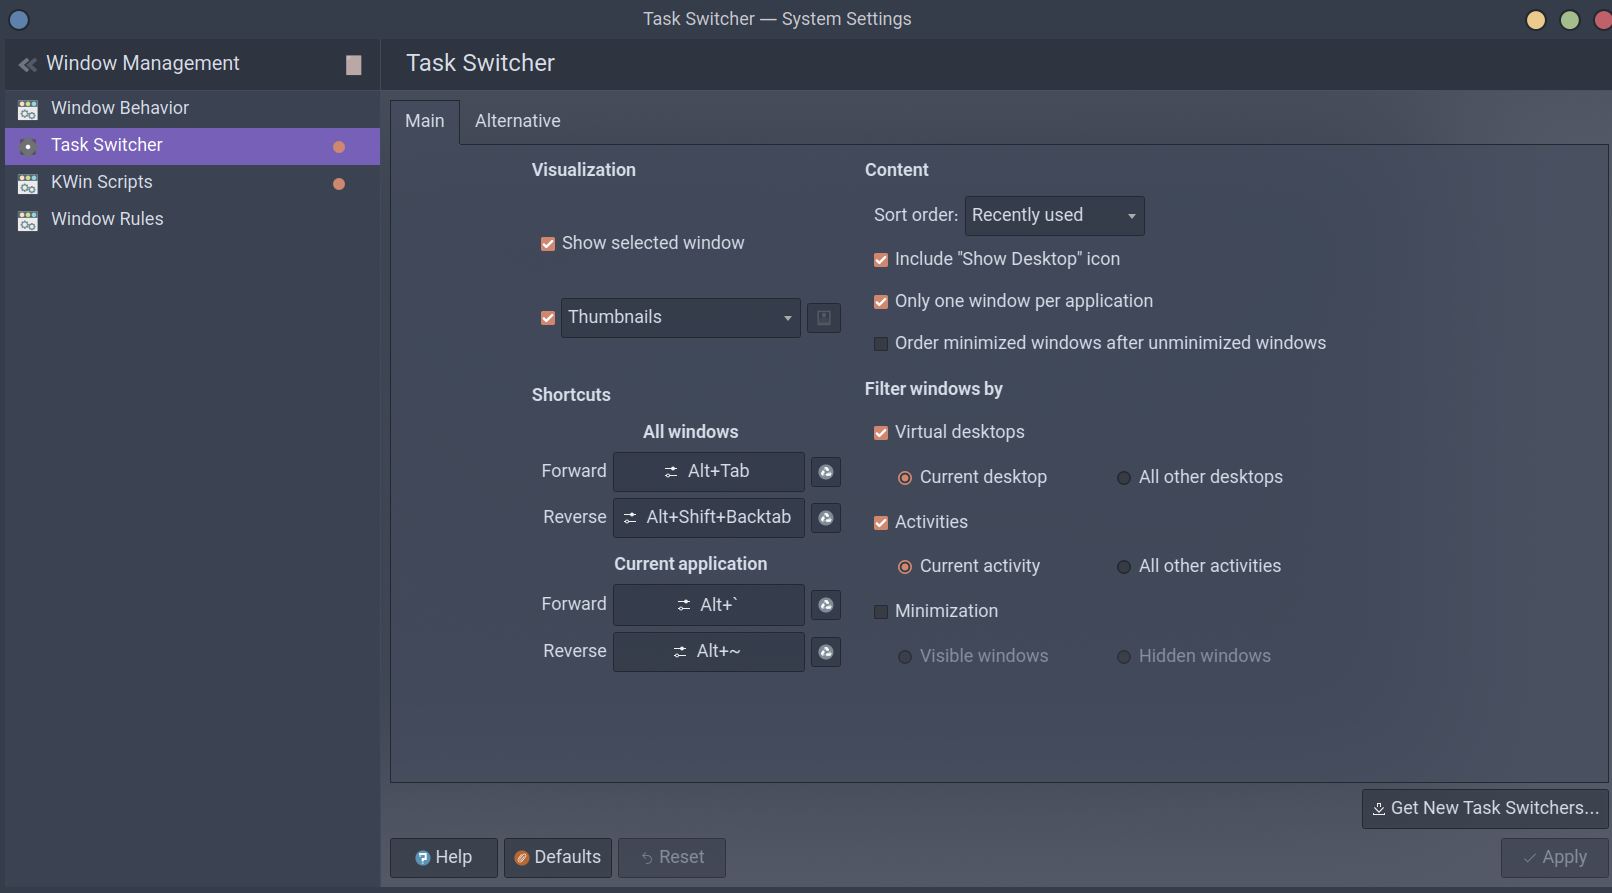 Task Switcher — System Settings
Window Management
Task Switcher
Window Behavior
Task Switcher
KWin Scripts
Window Rules
Main
Alternative
Visualization
Show selected window
Thumbnails
Shortcuts
All windows
Forward
Alt+Tab
Reverse
Alt+Shift+Backtab
Current application
Forward
Alt+`
Reverse
Alt+~
Content
Sort order: Recently used
Include "Show Desktop" icon
Only one window per application
Order minimized windows after unminimized windows
Filter windows by
Virtual desktops
Current desktop
All other desktops
Activities
Current activity
All other activities
Minimization
Visible windows
Hidden windows
Get New Task Switchers...
Help
Defaults
Reset
Apply